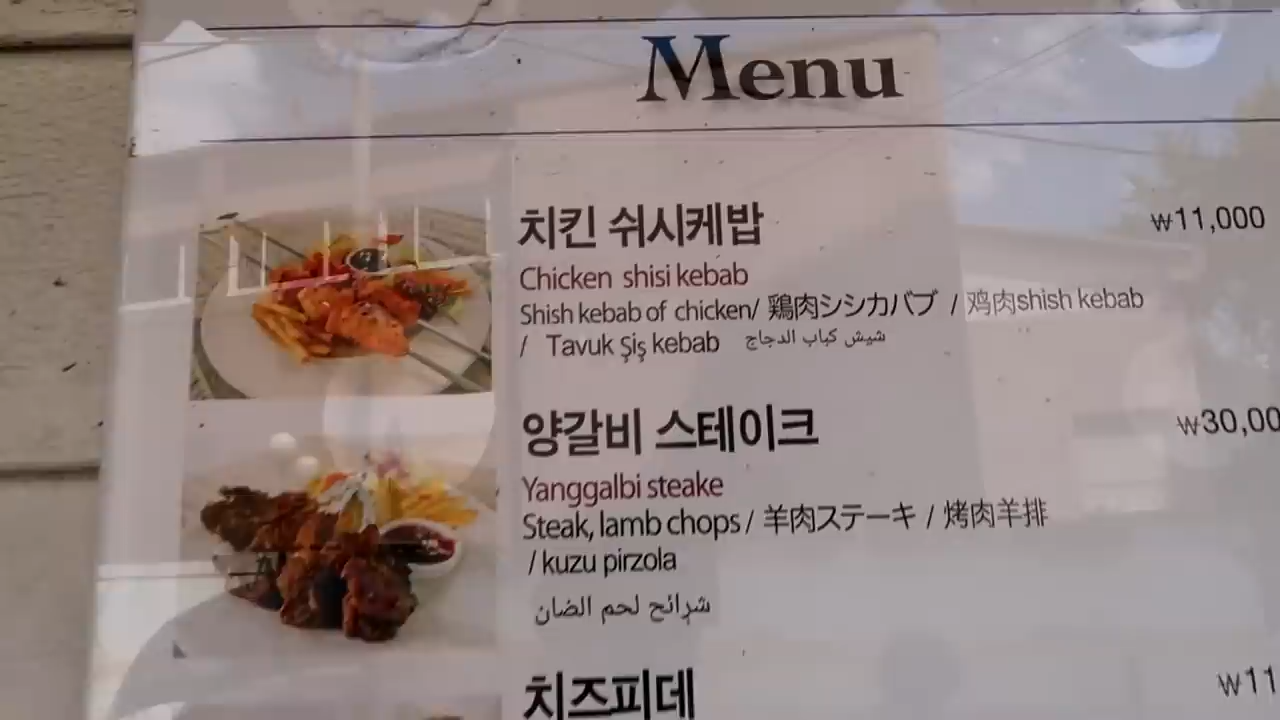 Menu
치킨 쉬시케밥 ₩11,000
Chicken shisi kebab
Shish kebab of chicken/ 鶏肉シシカバブ / 鸡肉shish kebab
/ Tavuk Şiş kebab شيش كباب الدجاج
양갈비 스테이크 ₩30,00
Yanggalbi steake
Steak, lamb chops / 羊肉ステーキ / 烤肉羊排
/ kuzu pirzola
شرائح لحم الضان
치즈피데 ₩11